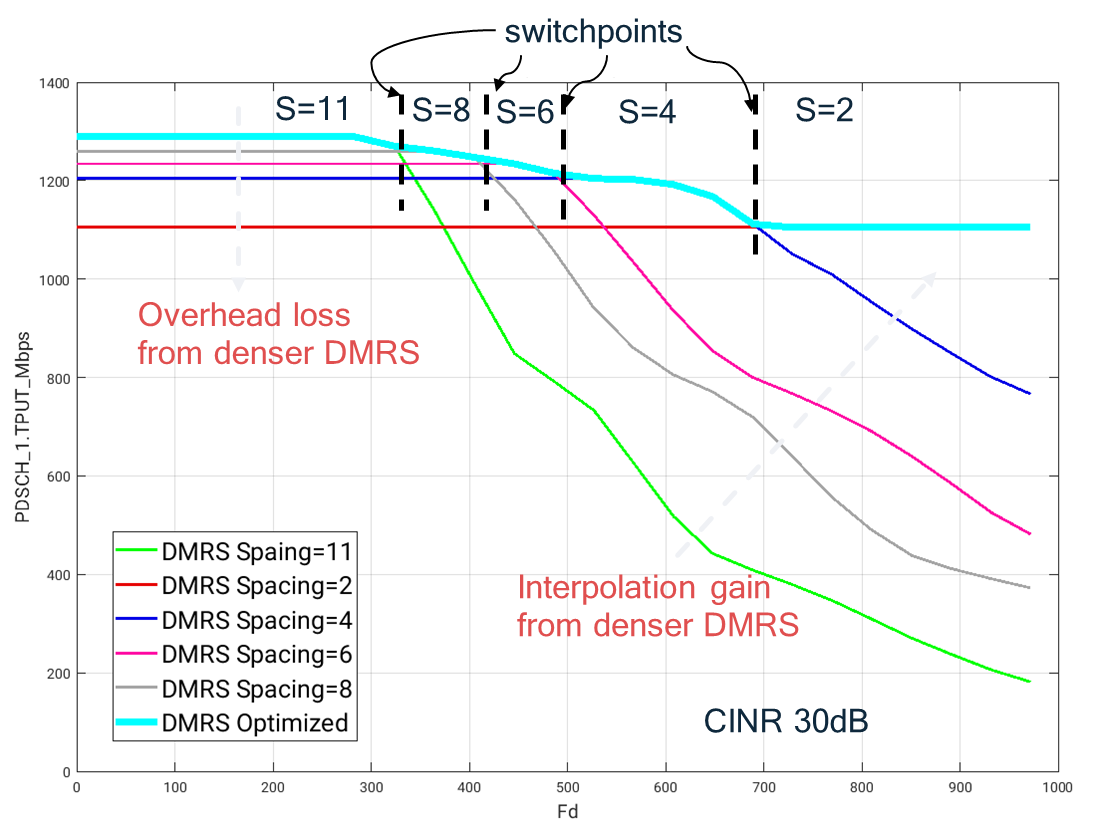 switchpoints
S=11
S=8
S=6
S=4
S=2
1400
1200
1000
800
600
400
200
0
PDSCH_1.TPUT_Mbps
Overhead loss
from denser DMRS
Interpolation gain
from denser DMRS
CINR 30dB
DMRS Spaing=11
DMRS Spacing=2
DMRS Spacing=4
DMRS Spacing=6
DMRS Spacing=8
DMRS Optimized
0 100 200 300 400 500 600 700 800 900 1000
Fd